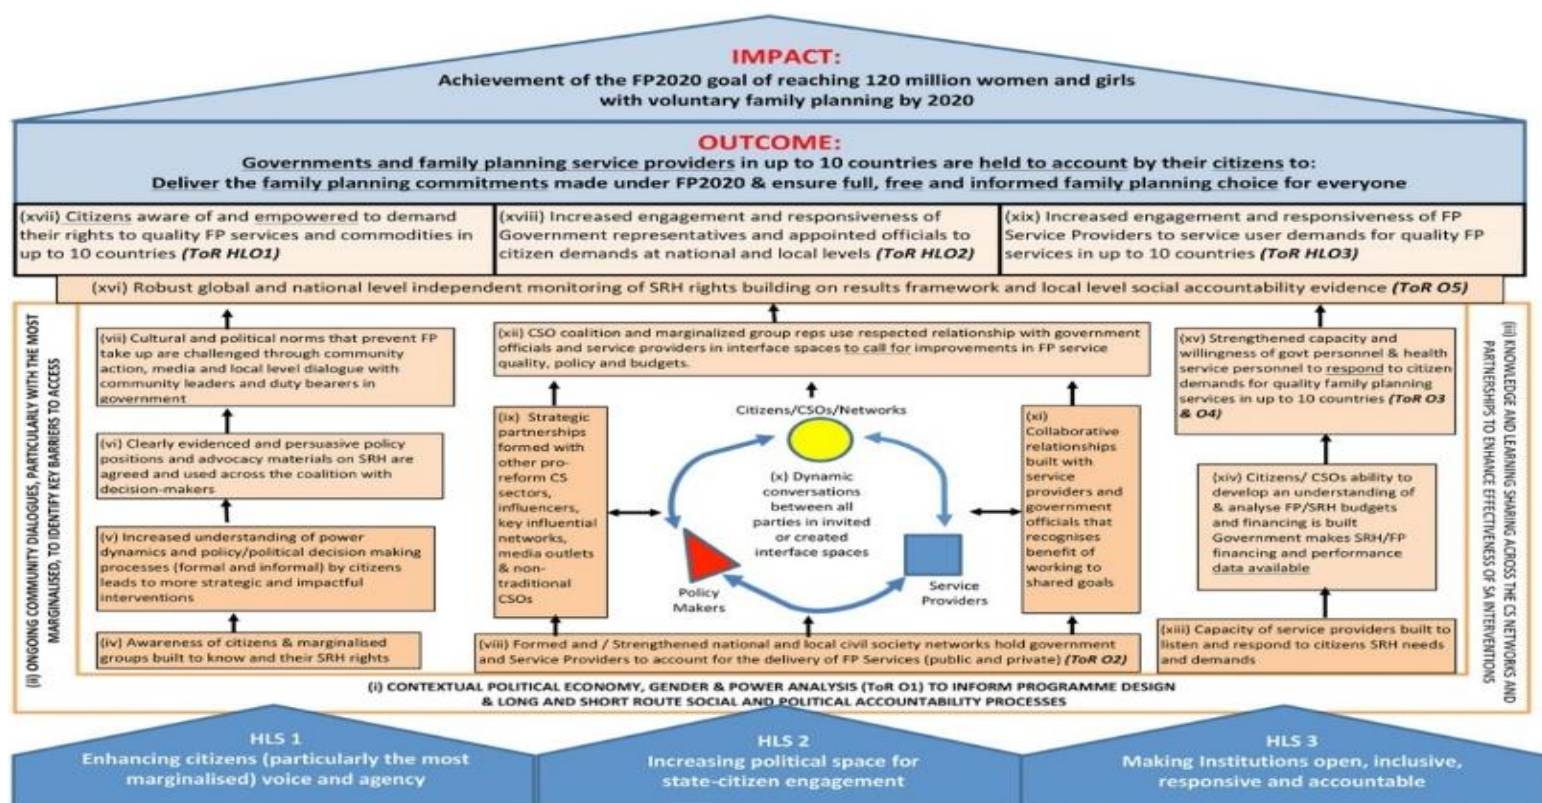 IMPACT:
Achievement of the FP2020 goal of reaching 120 million women and girls
with voluntary family planning by 2020
OUTCOME:
Governments and family planning service providers in up to 10 countries are held to account by their citizens to:
Deliver the family planning commitments made under FP2020 & ensure full, free and informed family planning choice for everyone
(xvii) Citizens aware of and empowered to demand
their rights to quality FP services and commodities in
up to 10 countries (ToR HLO1)
(xviii) Increased engagement and responsiveness of
Government representatives and appointed officials to
citizen demands at national and local levels (ToR HLO2)
(xix) Increased engagement and responsiveness of FP
Service Providers to service user demands for quality FP
services in up to 10 countries (ToR HLO3)
(xvi) Robust global and national level independent monitoring of SRH rights building on results framework and local level social accountability evidence (ToR O5)
(ii) ONGOING COMMUNITY DIALOGUES, PARTICULARLY WITH THE MOST
MARGINALISED, TO IDENTIFY KEY BARRIERS TO ACCESS
(vii) Cultural and political norms that prevent FP
take up are challenged through community
action, media and local level dialogue with
community leaders and duty bearers in
government
(vi) Clearly evidenced and persuasive policy
positions and advocacy materials on SRH are
agreed and used across the coalition with
decision-makers
(v) Increased understanding of power
dynamics and policy/political decision making
processes (formal and informal) by citizens
leads to more strategic and impactful
interventions
(iv) Awareness of citizens & marginalised
groups built to know and their SRH rights
(xii) CSO coalition and marginalized group reps use respected relationship with government
officials and service providers in interface spaces to call for improvements in FP service
quality, policy and budgets.
(ix) Strategic
partnerships
formed with
other pro-
reform CS
sectors,
influencers,
key influential
networks,
media outlets
& non-
traditional
CSOs
Citizens/CSOs/Networks
(x) Dynamic
conversations
between all
parties in invited
or created
interface spaces
Policy
Makers
Service
Providers
(xi)
Collaborative
relationships
built with
service
providers and
government
officials that
recognises
benefit of
working to
shared goals
(viii) Formed and / Strengthened national and local civil society networks hold government
and Service Providers to account for the delivery of FP Services (public and private) (ToR O2)
(xv) Strengthened capacity and
willingness of govt personnel & health
service personnel to respond to citizen
demands for quality family planning
services in up to 10 countries (ToR O3
& O4)
(xiv) Citizens/ CSOs ability to
develop an understanding of
& analyse FP/SRH budgets
and financing is built
Government makes SRH/FP
financing and performance
data available
(xiii) Capacity of service providers built to
listen and respond to citizens SRH needs
and demands
(iii) KNOWLEDGE AND LEARNING SHARING ACROSS THE CS NETWORKS AND
PARTNERSHIPS TO ENHANCE EFFECTIVENESS OF SA INTERVENTIONS
(i) CONTEXTUAL POLITICAL ECONOMY, GENDER & POWER ANALYSIS (ToR O1) TO INFORM PROGRAMME DESIGN
& LONG AND SHORT ROUTE SOCIAL AND POLITICAL ACCOUNTABILITY PROCESSES
HLS 1
Enhancing citizens (particularly the most
marginalised) voice and agency
HLS 2
Increasing political space for
state-citizen engagement
HLS 3
Making Institutions open, inclusive,
responsive and accountable